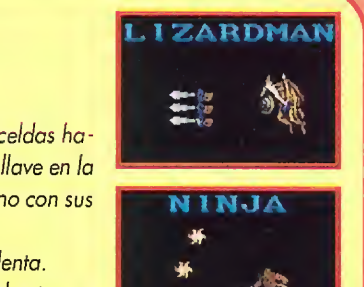 LIZARDMAN
celdas ha-
llave en la
no con sus
NINJA
lenta.